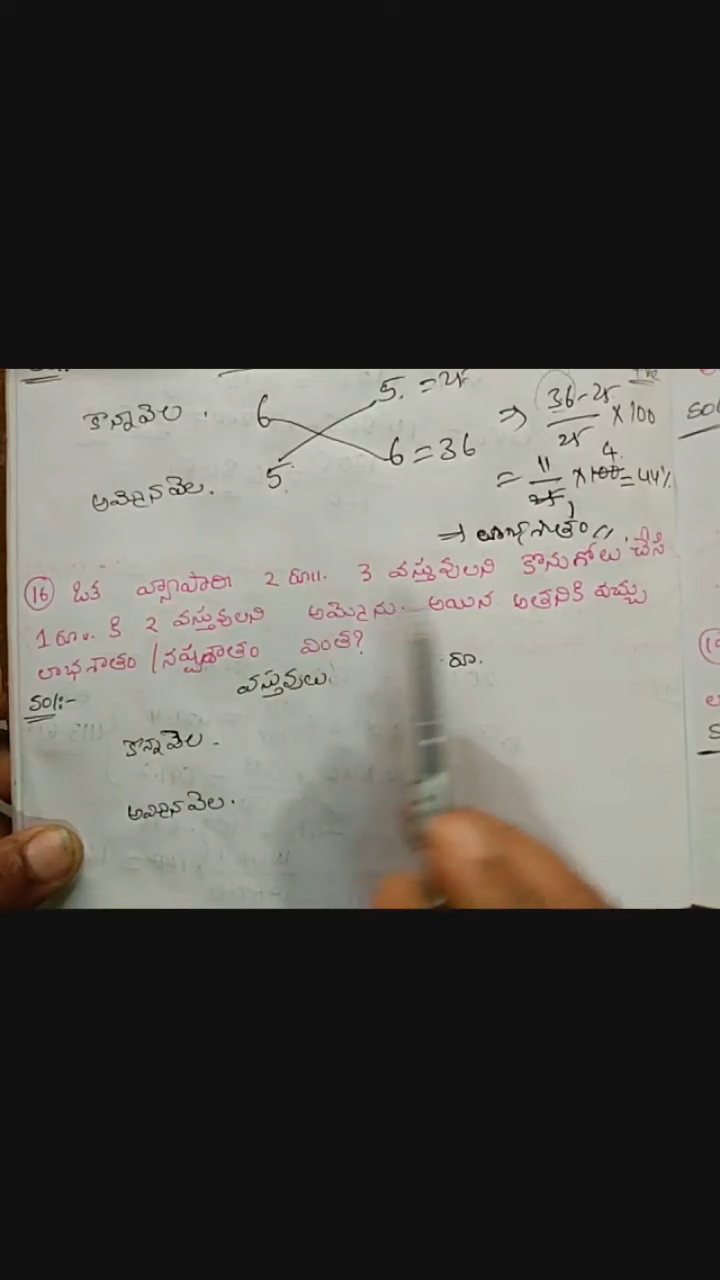 కొన్నవెల . 6 5. = 25 ⇒ 36-25/25 × 100
అమ్మినవెల. 5 6 = 36 = 11/25 × 100 = 44%
4
⇒ లాభశాతం
(16) ఒక వ్యాపారి 2 రూ॥. 3 వస్తువులని కొనుగోలు చేసి
1 రూ. కి 2 వస్తువులని అమ్మెను. అయిన అతనికి వచ్చు
లాభశాతం / నష్టశాతం ఎంత?
Sol:- వస్తువులు. రూ.
కొన్నవెల .
అమ్మినవెల .